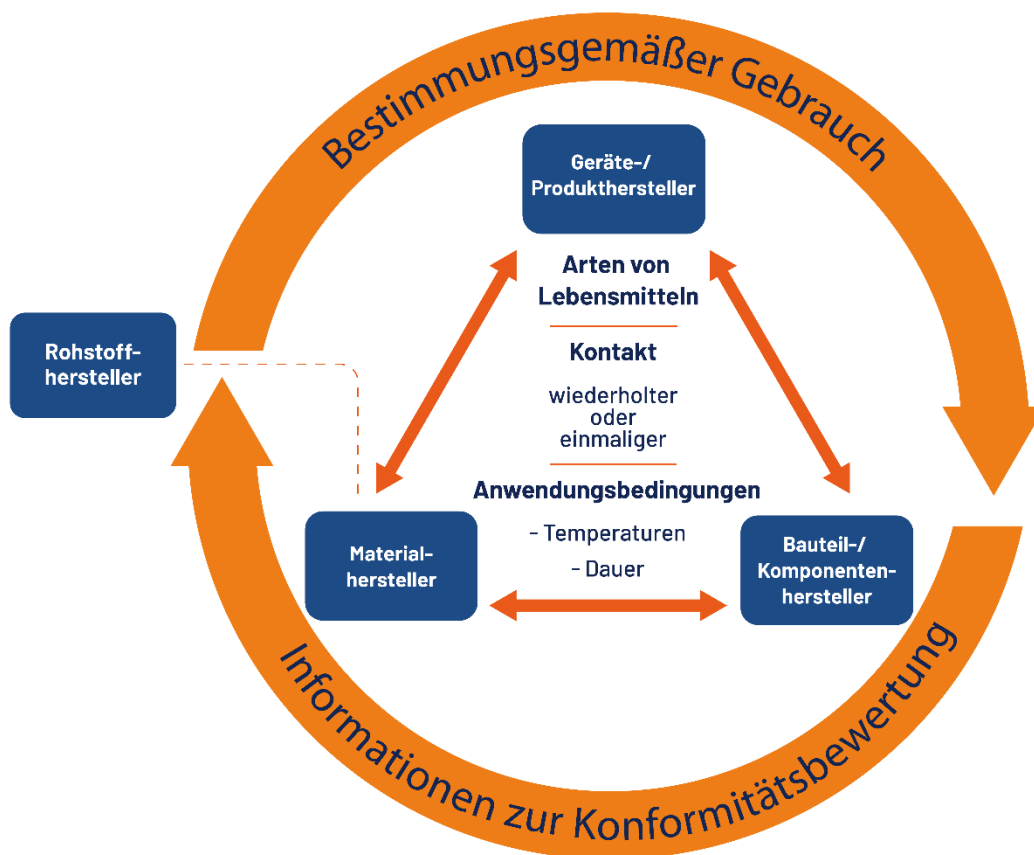 Bestimmungsgemäßer Gebrauch
Geräte-/
Produkthersteller
Arten von
Lebensmitteln
Rohstoff-
hersteller
Kontakt
wiederholter
oder
einmaliger
Anwendungsbedingungen
- Temperaturen
- Dauer
Material-
hersteller
Bauteil-/
Komponenten-
hersteller
Informationen zur Konformitätsbewertung